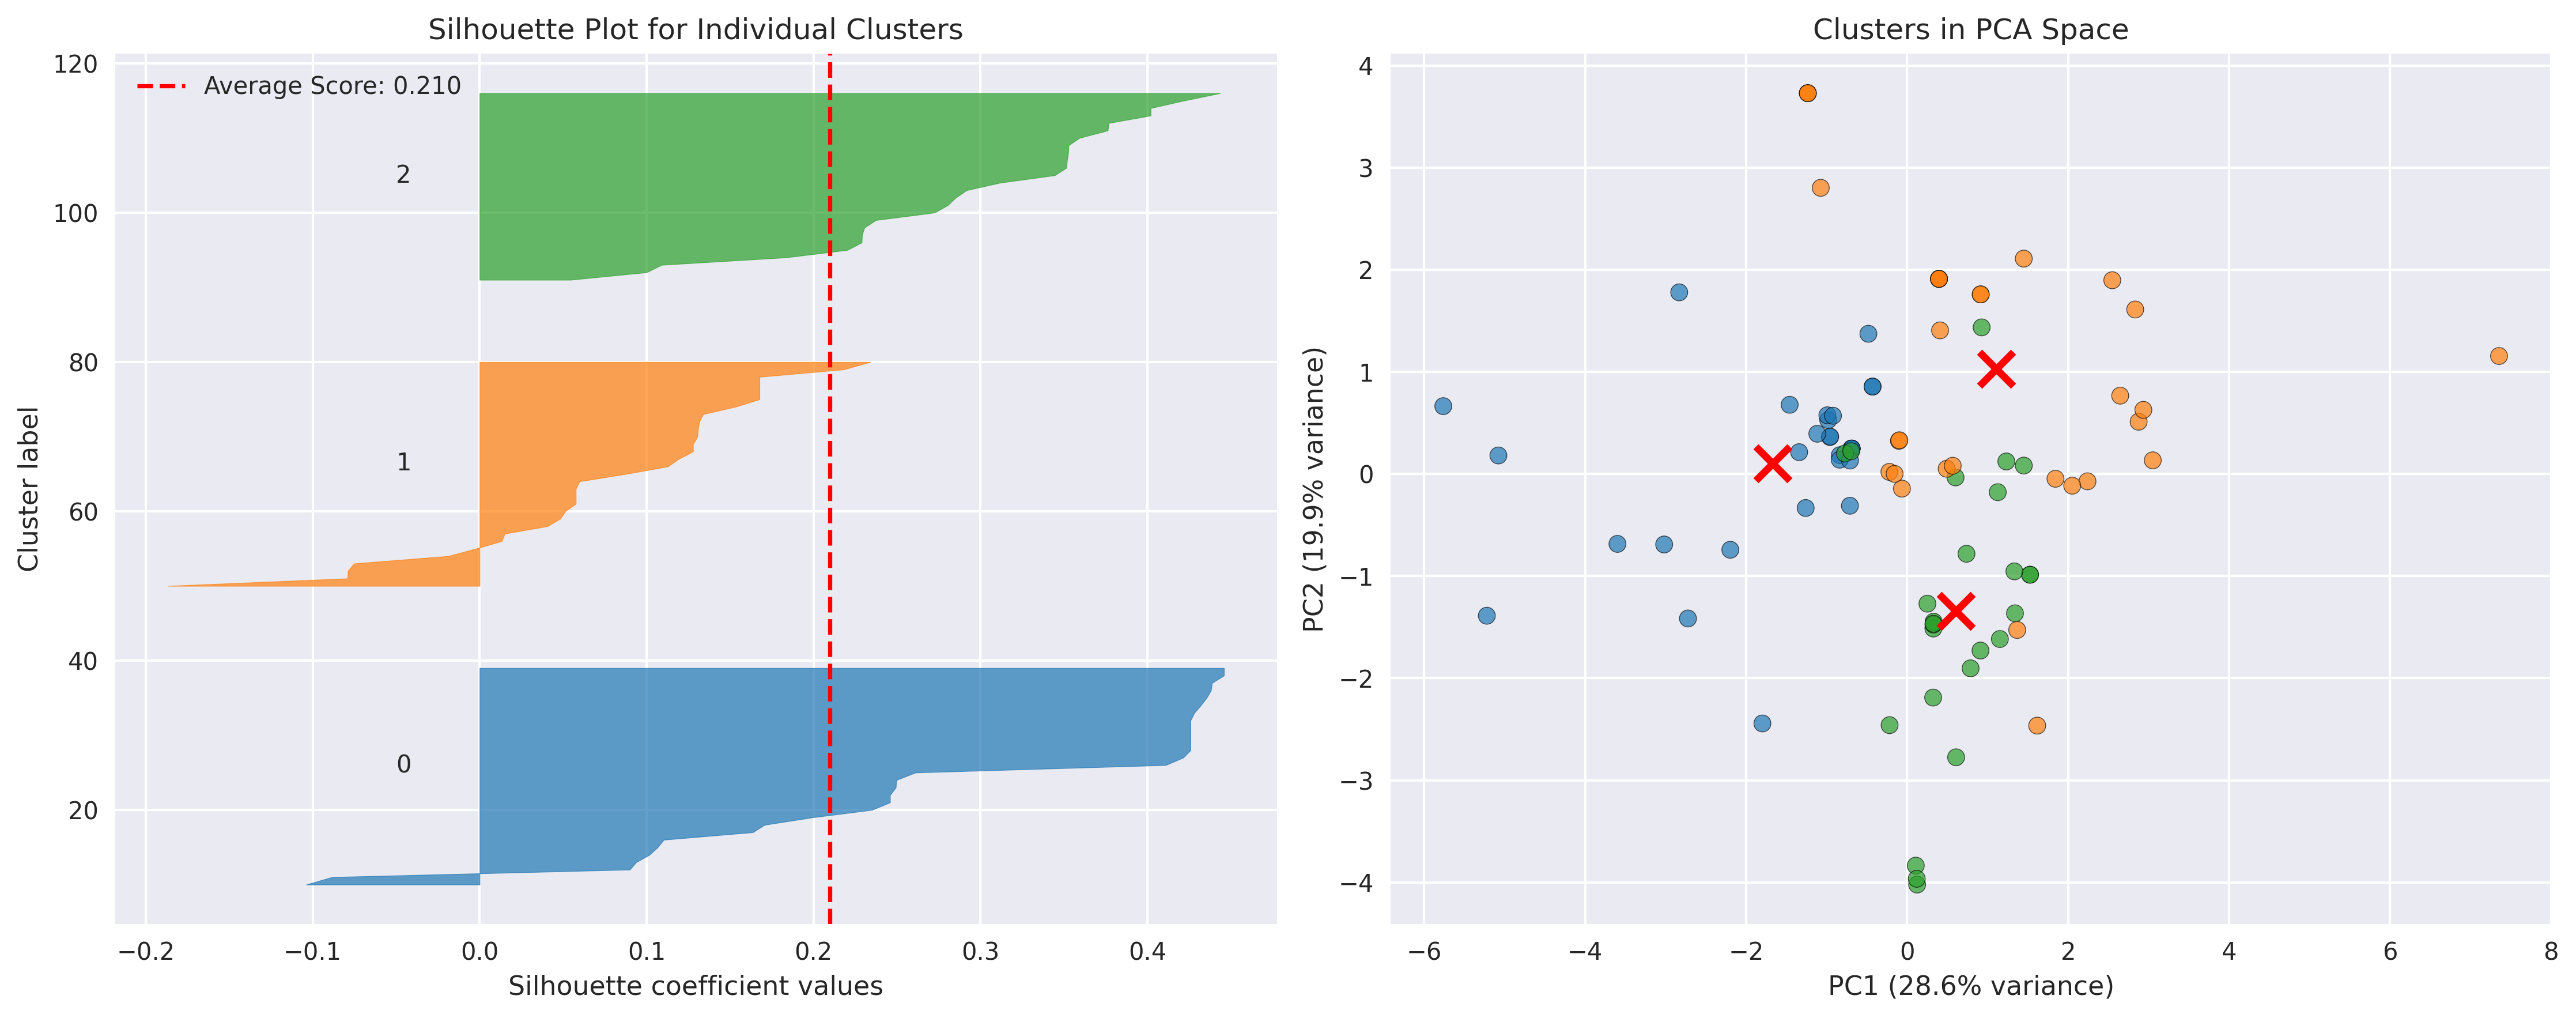 Silhouette Plot for Individual Clusters
Average Score: 0.210
120
100
80
60
40
20
2
1
0
Cluster label
−0.2 −0.1 0.0 0.1 0.2 0.3 0.4
Silhouette coefficient values
Clusters in PCA Space
4
3
2
1
0
−1
−2
−3
−4
PC2 (19.9% variance)
−6 −4 −2 0 2 4 6 8
PC1 (28.6% variance)